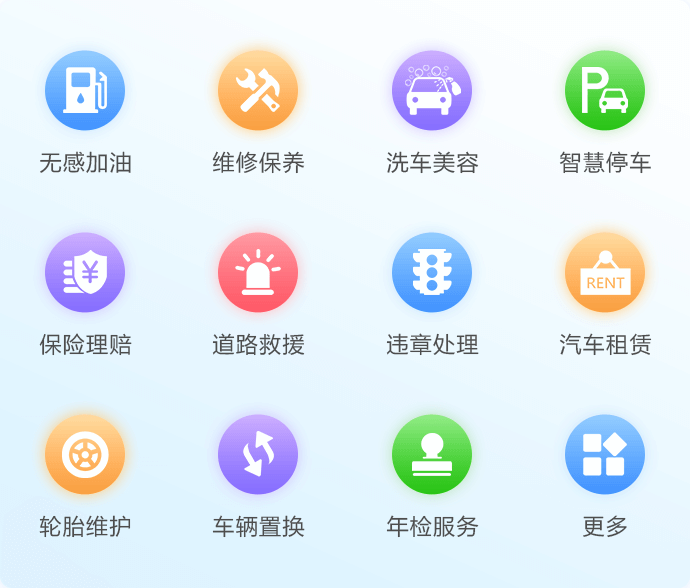 无感加油
维修保养
洗车美容
智慧停车
保险理赔
道路救援
违章处理
RENT
汽车租赁
轮胎维护
车辆置换
年检服务
更多